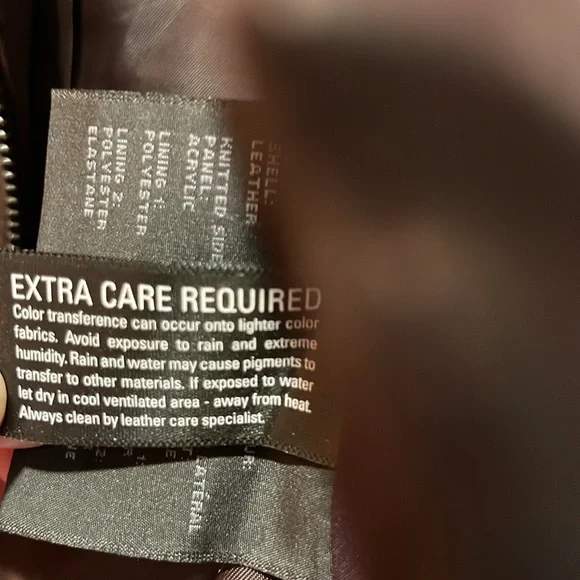 SHELL:
LEATHER
KNITTED SIDE
PANEL:
ACRYLIC
LINING 1:
POLYESTER
LINING 2:
POLYESTER
ELASTANE
EXTRA CARE REQUIRED
Color transference can occur onto lighter color
fabrics. Avoid exposure to rain and extreme
humidity. Rain and water may cause pigments to
transfer to other materials. If exposed to water
let dry in cool ventilated area - away from heat.
Always clean by leather care specialist.
LATÉRAL